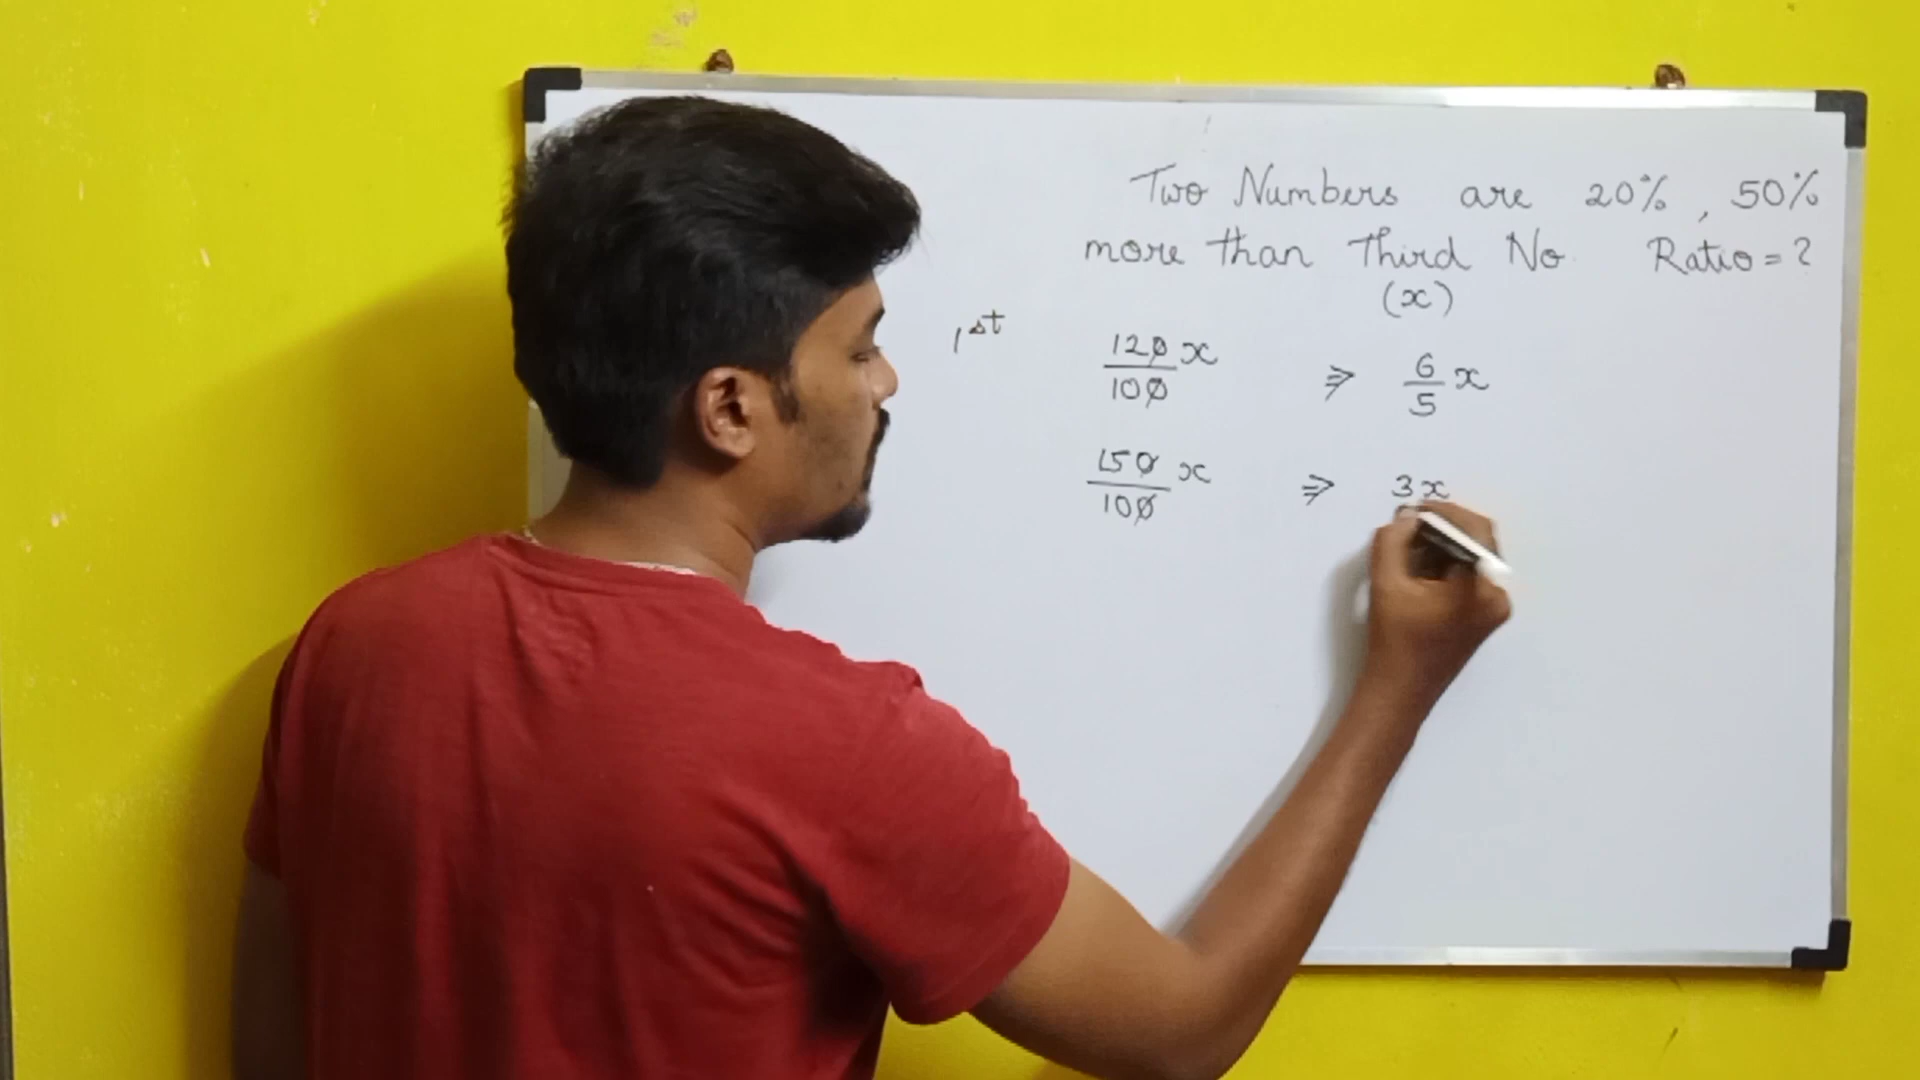 Two Numbers are 20%, 50%
more than Third No. Ratio = ?
(x)
1st
120/100 x ⇒ 6/5 x
150/100 x ⇒ 3x